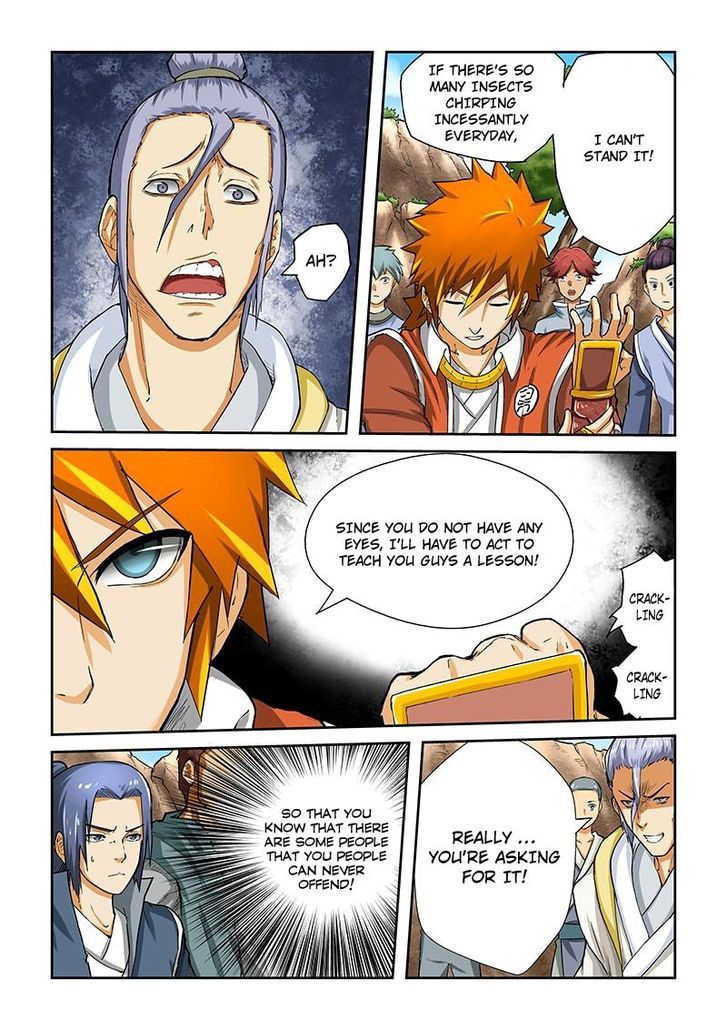 AH?
IF THERE'S SO
MANY INSECTS
CHIRPING
INCESSANTLY
EVERYDAY,
I CAN'T
STAND IT!
SINCE YOU DO NOT HAVE ANY
EYES, I'LL HAVE TO ACT TO
TEACH YOU GUYS A LESSON!
CRACK-
LING
CRACK-
LING
SO THAT YOU
KNOW THAT THERE
ARE SOME PEOPLE
THAT YOU PEOPLE
CAN NEVER
OFFEND!
REALLY ...
YOU'RE ASKING
FOR IT!